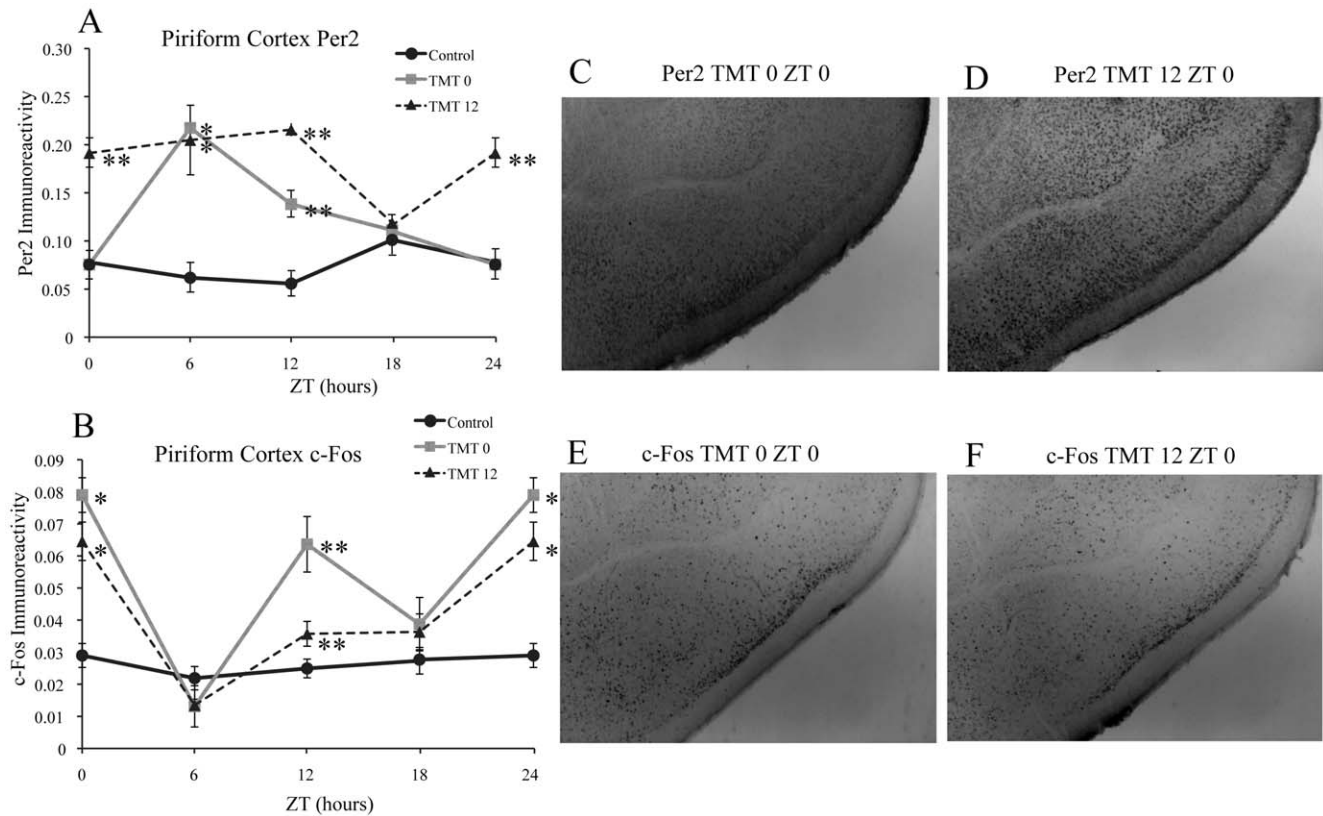 A
Piriform Cortex Per2
Control
TMT 0
TMT 12
0.30
0.25
0.20
0.15
0.10
0.05
0
Per2 Immunoreactivity
*
*
**
**
**
**
0
6
12
18
24
ZT (hours)
C
Per2 TMT 0 ZT 0
D
Per2 TMT 12 ZT 0
B
Piriform Cortex c-Fos
Control
TMT 0
TMT 12
0.09
0.08
0.07
0.06
0.05
0.04
0.03
0.02
0.01
0
c-Fos Immunoreactivity
*
*
**
**
*
*
0
6
12
18
24
ZT (hours)
E
c-Fos TMT 0 ZT 0
F
c-Fos TMT 12 ZT 0